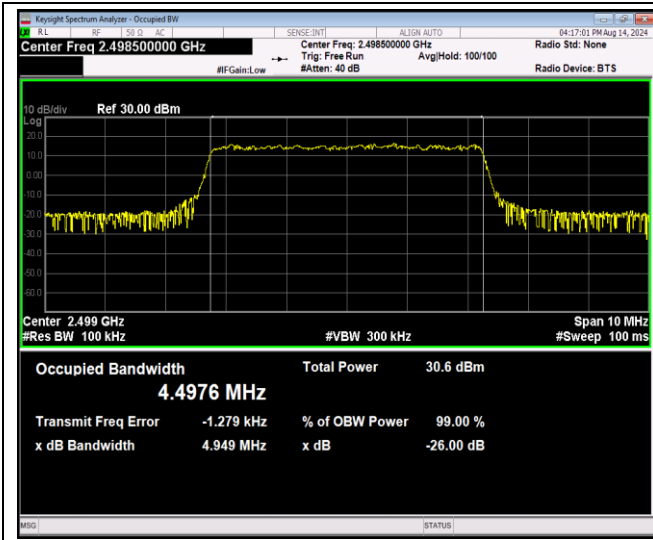 Keysight Spectrum Analyzer - Occupied BW
RL RF 50 Ω AC SENSE:INT ALIGN AUTO 04:17:01 PM Aug 14, 2024
Center Freq 2.498500000 GHz Center Freq: 2.498500000 GHz Radio Std: None
Trig: Free Run Avg|Hold: 100/100
#IFGain:Low #Atten: 40 dB Radio Device: BTS
10 dB/div Ref 30.00 dBm
Log
20.0
10.0
0.00
-10.0
-20.0
-30.0
-40.0
-50.0
-60.0
Center 2.499 GHz Span 10 MHz
#Res BW 100 kHz #VBW 300 kHz #Sweep 100 ms
Occupied Bandwidth Total Power 30.6 dBm
4.4976 MHz
Transmit Freq Error -1.279 kHz % of OBW Power 99.00 %
x dB Bandwidth 4.949 MHz x dB -26.00 dB
MSG STATUS